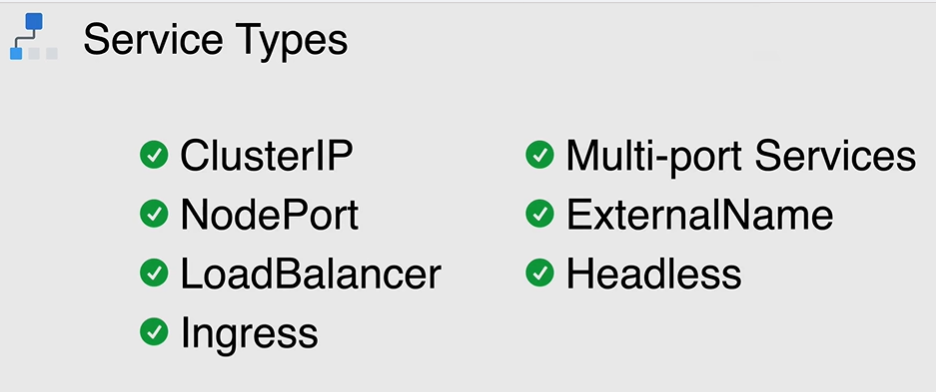 Service Types
ClusterIP
NodePort
LoadBalancer
Ingress
Multi-port Services
ExternalName
Headless